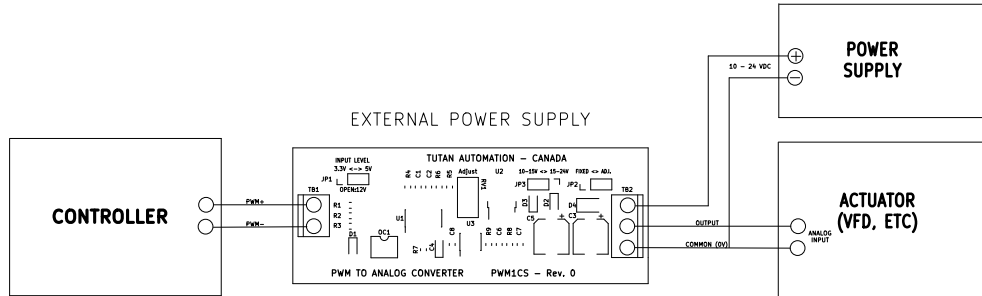 POWER
SUPPLY
10 - 24 VDC
EXTERNAL POWER SUPPLY
CONTROLLER
PWM+
PWM-
TUTAN AUTOMATION - CANADA
INPUT LEVEL
3.3V <-> 5V
JP1
OPEN=12V
TB1
R1
R2
R3
D1
OC1
U1
R4
C1
C2
R6
R5
Adjust
RV1
U2
10-15V <> 15-24V
JP3
FIXED <> ADJ.
JP2
TB2
D3
D2
D4
C5
C3
+
+
R7
C4
C8
U3
R9
C6
R8
C7
PWM TO ANALOG CONVERTER
PWM1CS - Rev. 0
OUTPUT
COMMON (0V)
ANALOG
INPUT
ACTUATOR
(VFD, ETC)